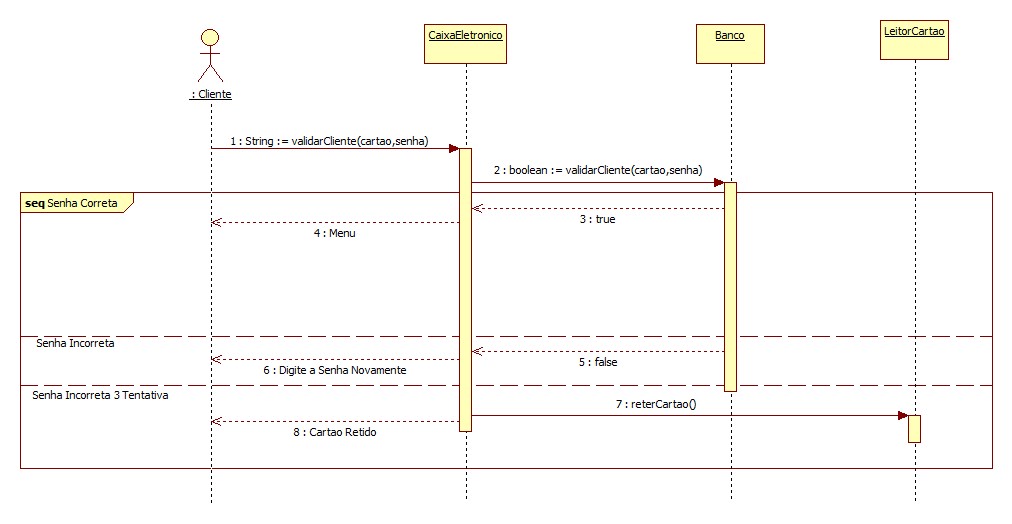 CaixaEletronico
Banco
LeitorCartao
: Cliente
1 : String := validarCliente(cartao,senha)
2 : boolean := validarCliente(cartao,senha)
seq Senha Correta
3 : true
4 : Menu
Senha Incorreta
5 : false
6 : Digite a Senha Novamente
Senha Incorreta 3 Tentativa
7 : reterCartao()
8 : Cartao Retido